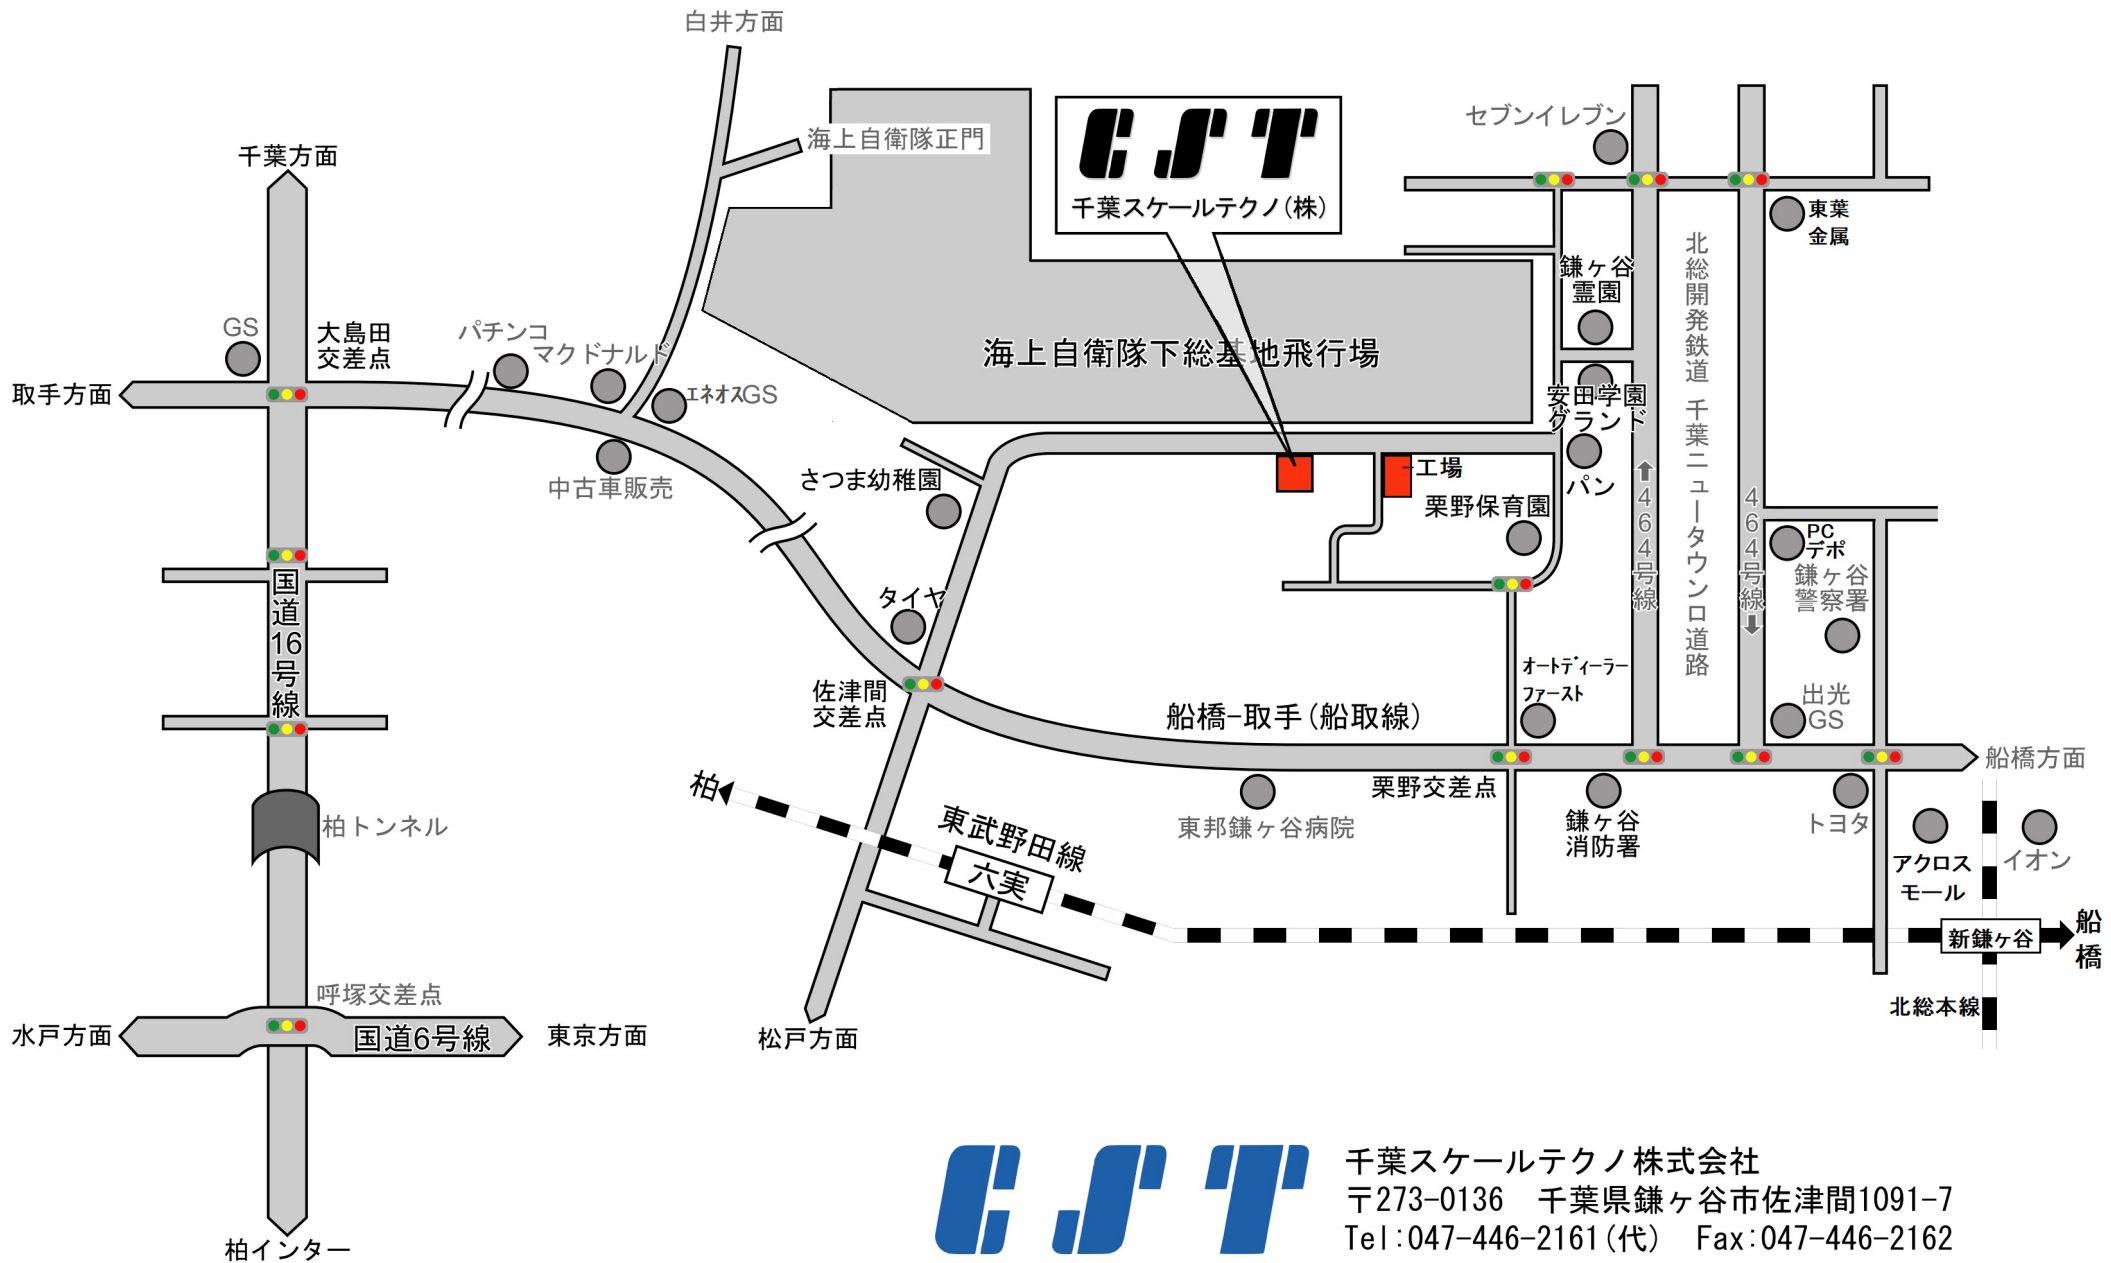 白井方面
海上自衛隊正門
CST
千葉スケールテクノ(株)
セブンイレブン
千葉方面
東葉
金属
GS
大島田
交差点
パチンコ
マクドナルド
エネオスGS
取手方面
中古車販売
海上自衛隊下総基地飛行場
鎌ヶ谷
霊園
安田学園
グランド
パン
北総開発鉄道 千葉ニュータウンロ道路
464号線
464号線
さつま幼稚園
工場
栗野保育園
PC
デポ
鎌ヶ谷
警察署
国道16号線
タイヤ
佐津間
交差点
オートディーラー
ファースト
出光
GS
船橋-取手(船取線)
船橋方面
栗野交差点
東邦鎌ヶ谷病院
鎌ヶ谷
消防署
トヨタ
アクロス
モール
イオン
柏
東武野田線
六実
新鎌ヶ谷
船橋
北総本線
柏トンネル
呼塚交差点
水戸方面
国道6号線
東京方面
松戸方面
柏インター
CST
千葉スケールテクノ株式会社
〒273-0136 千葉県鎌ヶ谷市佐津間1091-7
Tel:047-446-2161(代) Fax:047-446-2162